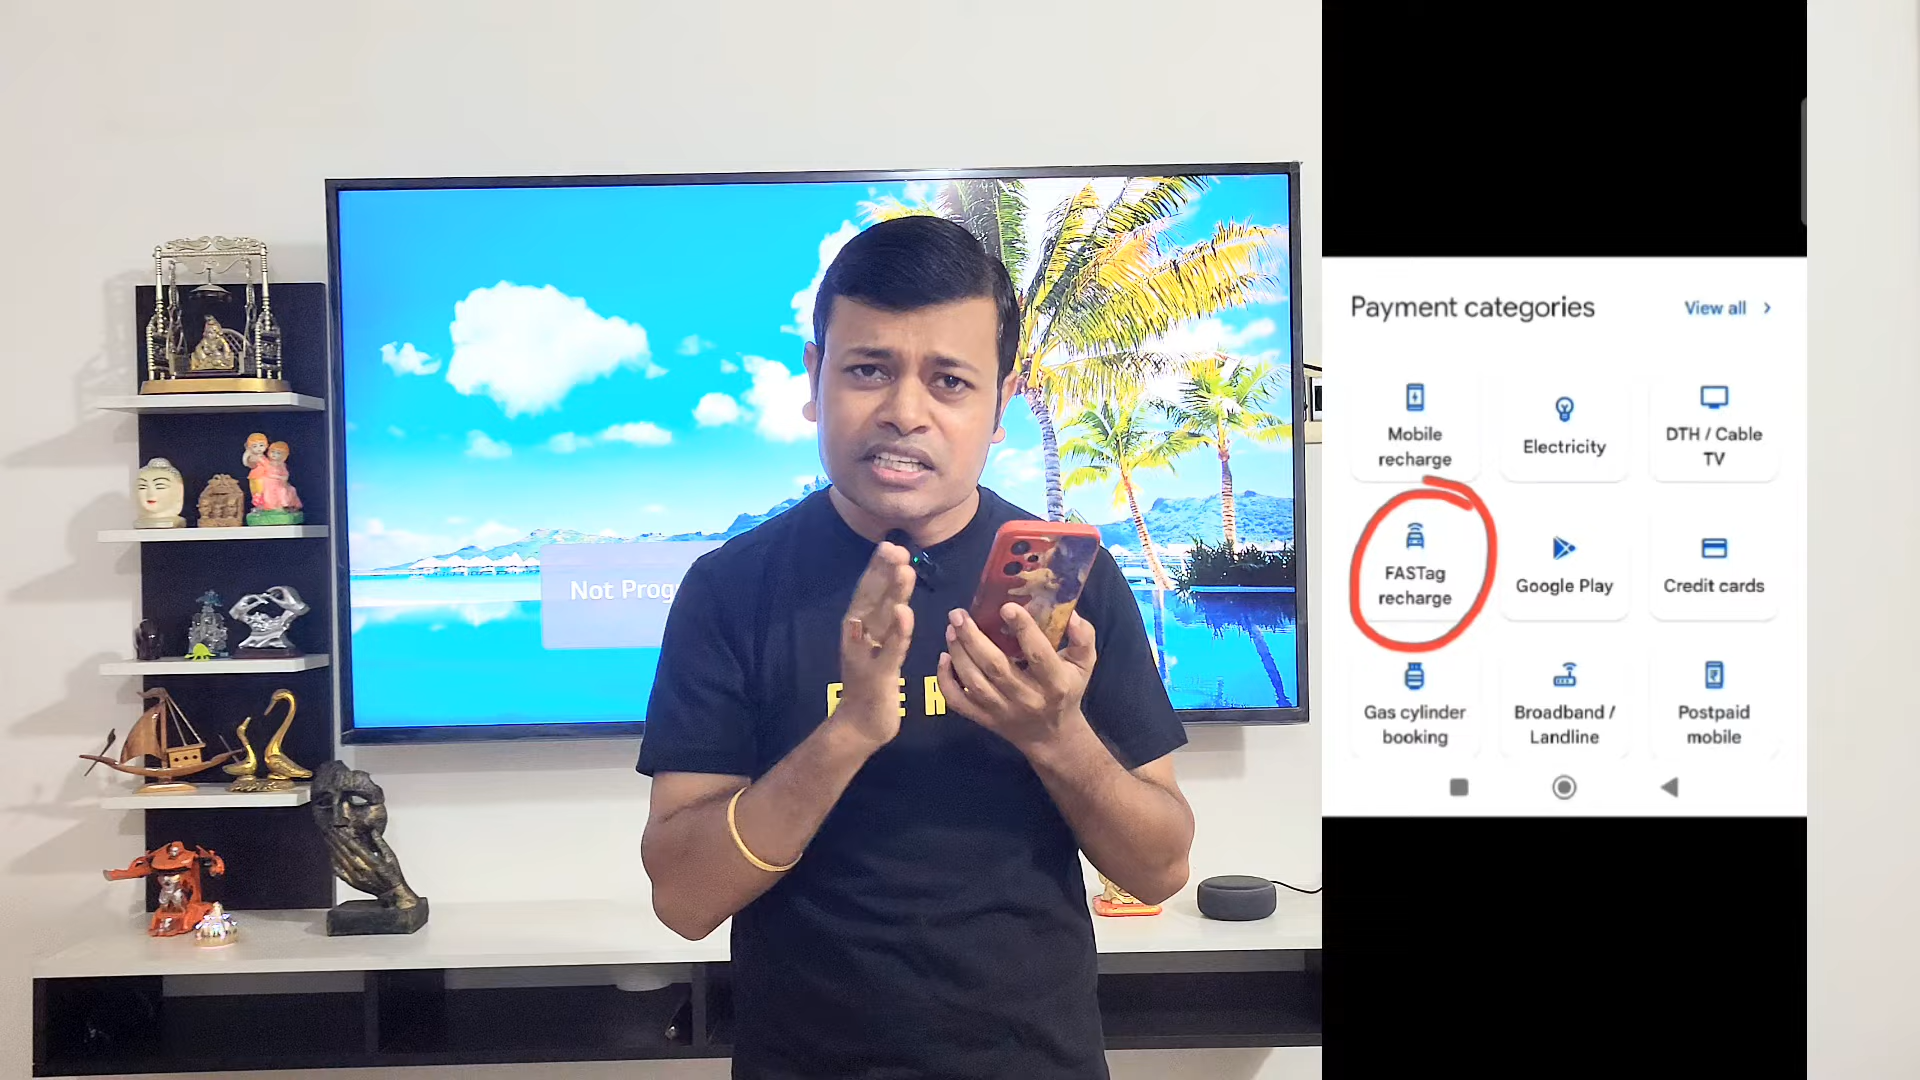 Not Prog
Payment categories
View all
Mobile
recharge
Electricity
DTH / Cable
TV
FASTag
recharge
Google Play
Credit cards
Gas cylinder
booking
Broadband /
Landline
Postpaid
mobile